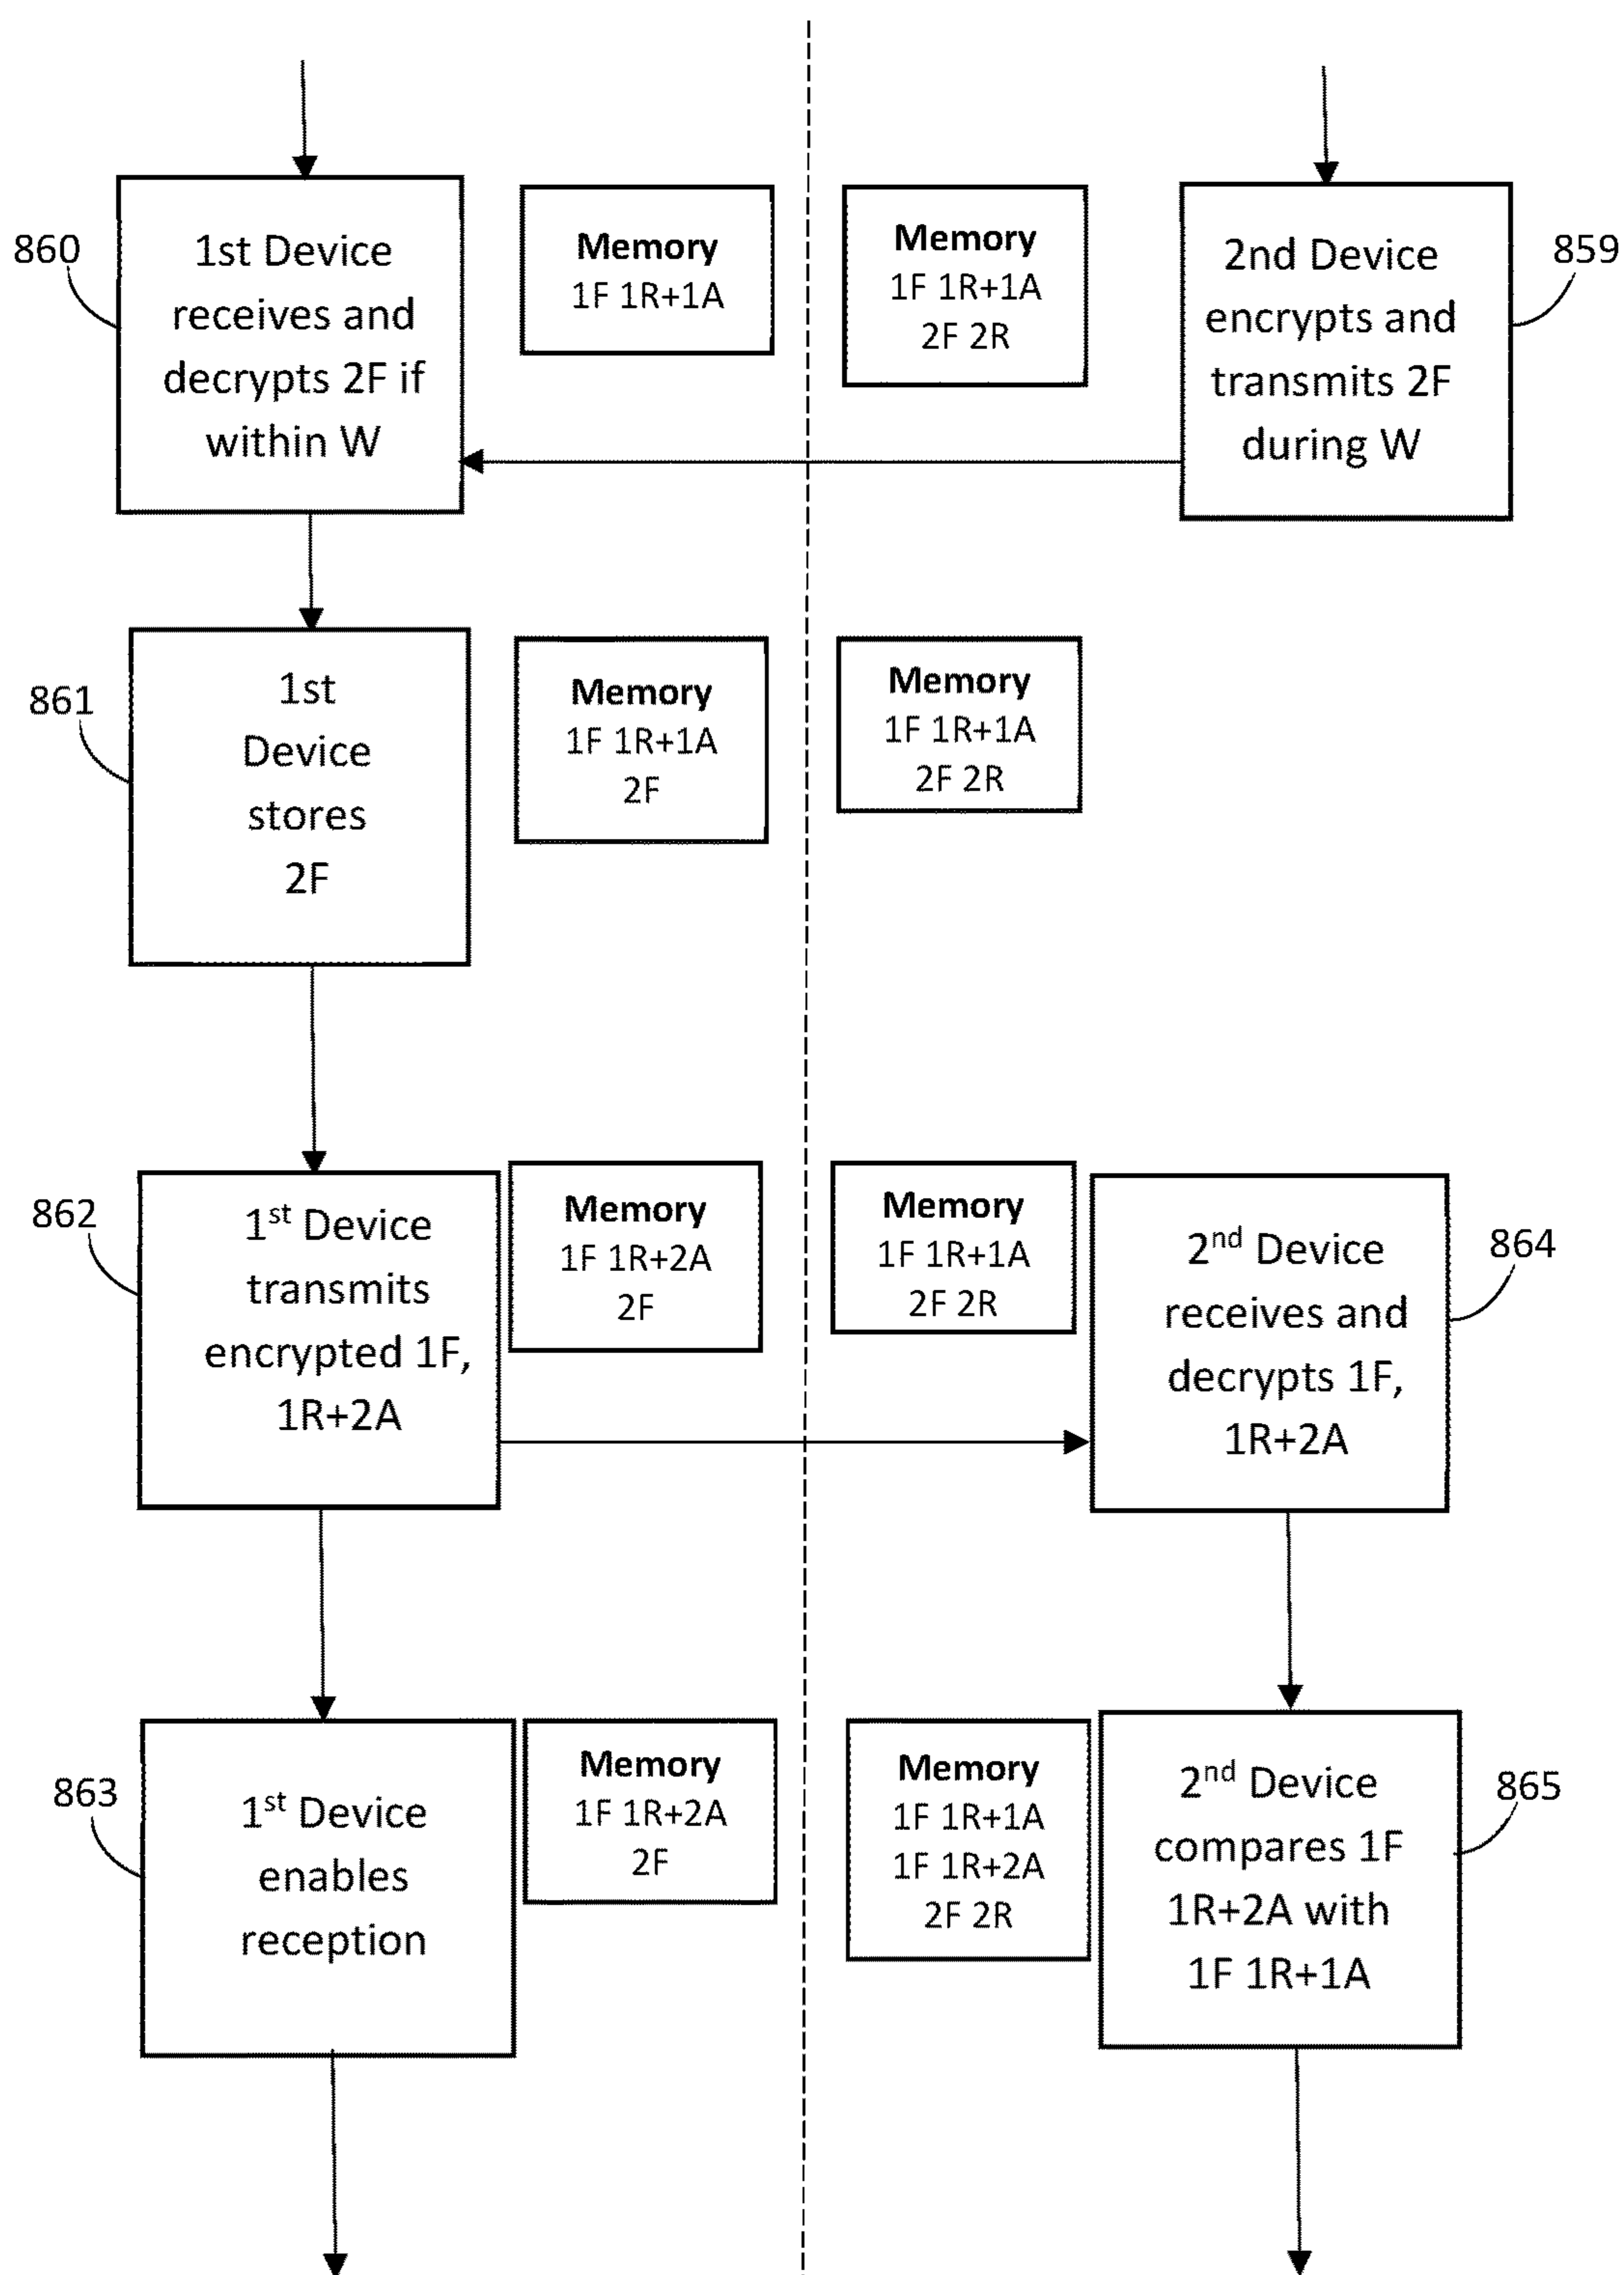 860
1st Device
receives and
decrypts 2F if
within W
Memory
1F 1R+1A
Memory
1F 1R+1A
2F 2R
2nd Device
encrypts and
transmits 2F
during W
859
861
1st
Device
stores
2F
Memory
1F 1R+1A
2F
Memory
1F 1R+1A
2F 2R
862
1st Device
transmits
encrypted 1F,
1R+2A
Memory
1F 1R+2A
2F
Memory
1F 1R+1A
2F 2R
2nd Device
receives and
decrypts 1F,
1R+2A
864
863
1st Device
enables
reception
Memory
1F 1R+2A
2F
Memory
1F 1R+1A
1F 1R+2A
2F 2R
2nd Device
compares 1F
1R+2A with
1F 1R+1A
865